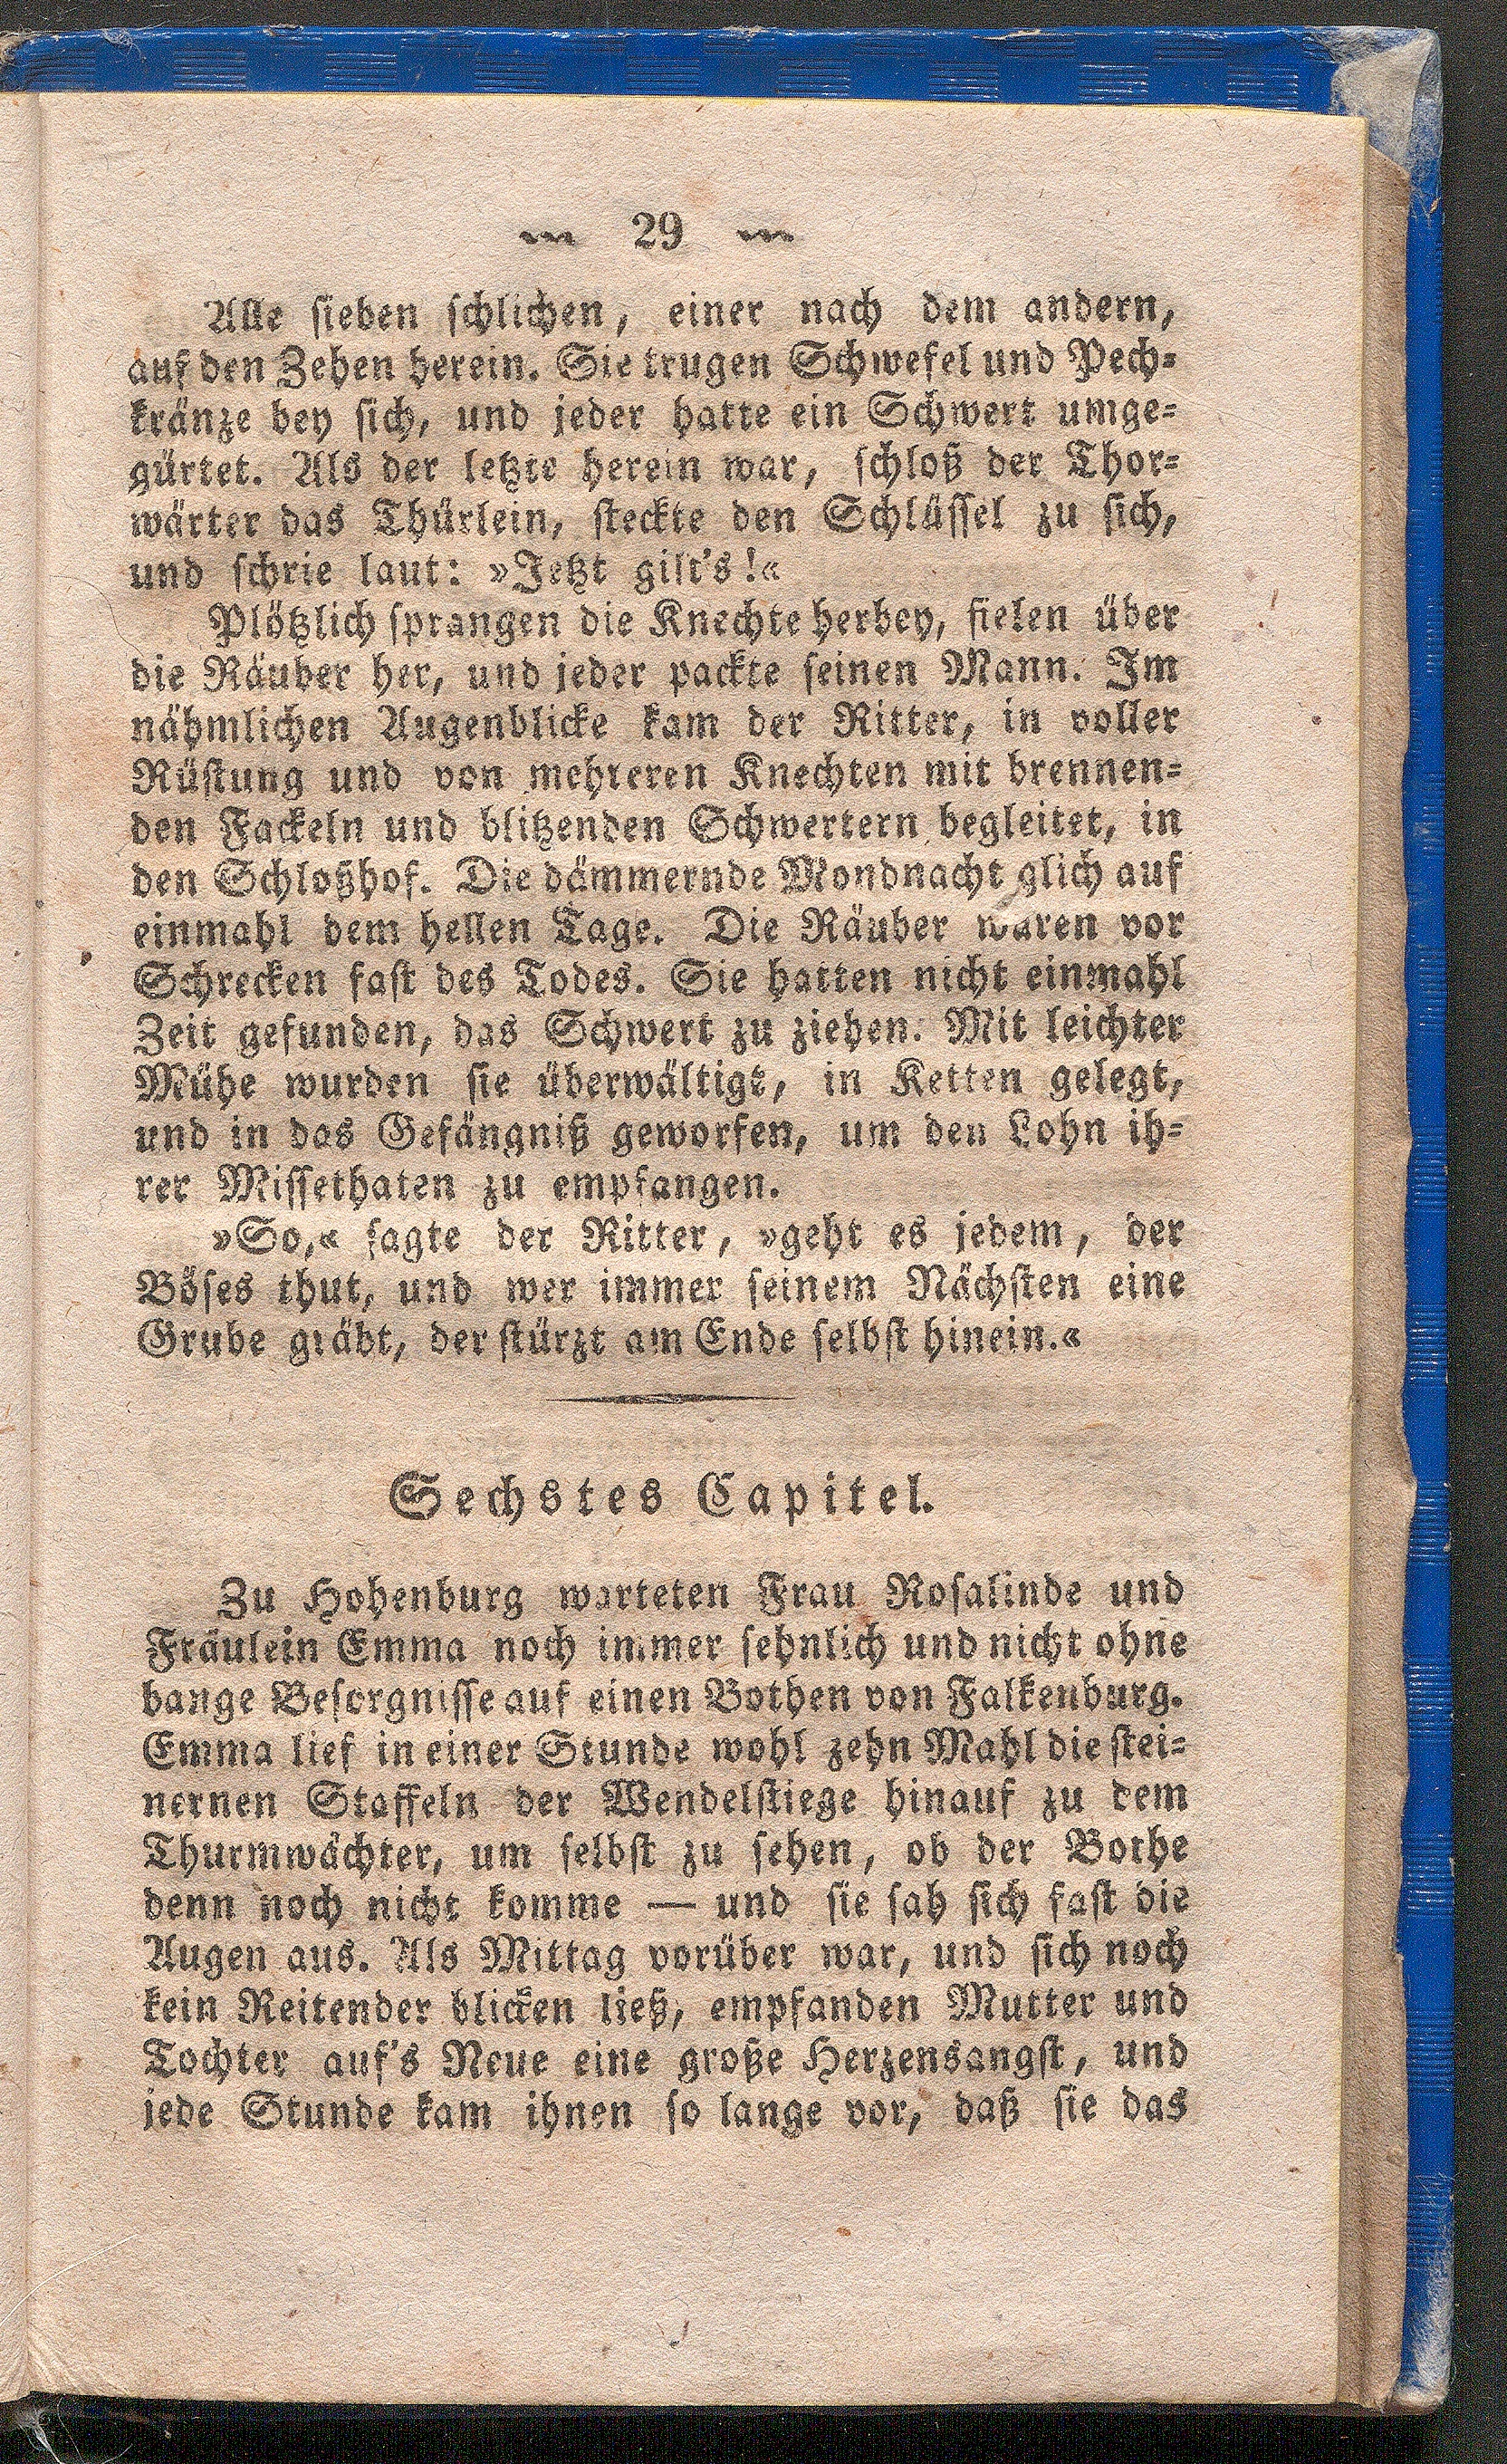 29
Alle sieben schlichen, einer nach dem andern,
auf den Zehen herein. Sie trugen Schwefel und Pech=
kränze bey sich, und jeder hatte ein Schwert umge=
gürtet. Als der letzte herein war, schloß der Thor=
wärter das Thürlein, steckte den Schlüssel zu sich,
und schrie laut: »Jetzt gilt's!«
Plötzlich sprangen die Knechte herbey, fielen über
die Räuber her, und jeder packte seinen Mann. Im
nähmlichen Augenblicke kam der Ritter, in voller
Rüstung und von mehreren Knechten mit brennen=
den Fackeln und blitzenden Schwertern begleitet, in
den Schloßhof. Die dämmernde Mondnacht glich auf
einmahl dem hellen Tage. Die Räuber waren vor
Schrecken fast des Todes. Sie hatten nicht einmahl
Zeit gefunden, das Schwert zu ziehen. Mit leichter
Mühe wurden sie überwältigt, in Ketten gelegt,
und in das Gefängniß geworfen, um den Lohn ih=
rer Missethaten zu empfangen.
»So,« sagte der Ritter, »geht es jedem, der
Böses thut, und wer immer seinem Nächsten eine
Grube gräbt, der stürzt am Ende selbst hinein.«
Sechstes Capitel.
Zu Hohenburg warteten Frau Rosalinde und
Fräulein Emma noch immer sehnlich und nicht ohne
bange Besorgnisse auf einen Bothen von Falkenburg.
Emma lief in einer Stunde wohl zehn Mahl die stei=
nernen Staffeln der Wendelstiege hinauf zu dem
Thurmwächter, um selbst zu sehen, ob der Bothe
denn noch nicht komme — und sie sah sich fast die
Augen aus. Als Mittag vorüber war, und sich noch
kein Reitender blicken ließ, empfanden Mutter und
Tochter auf's Neue eine große Herzensangst, und
jede Stunde kam ihnen so lange vor, daß sie das